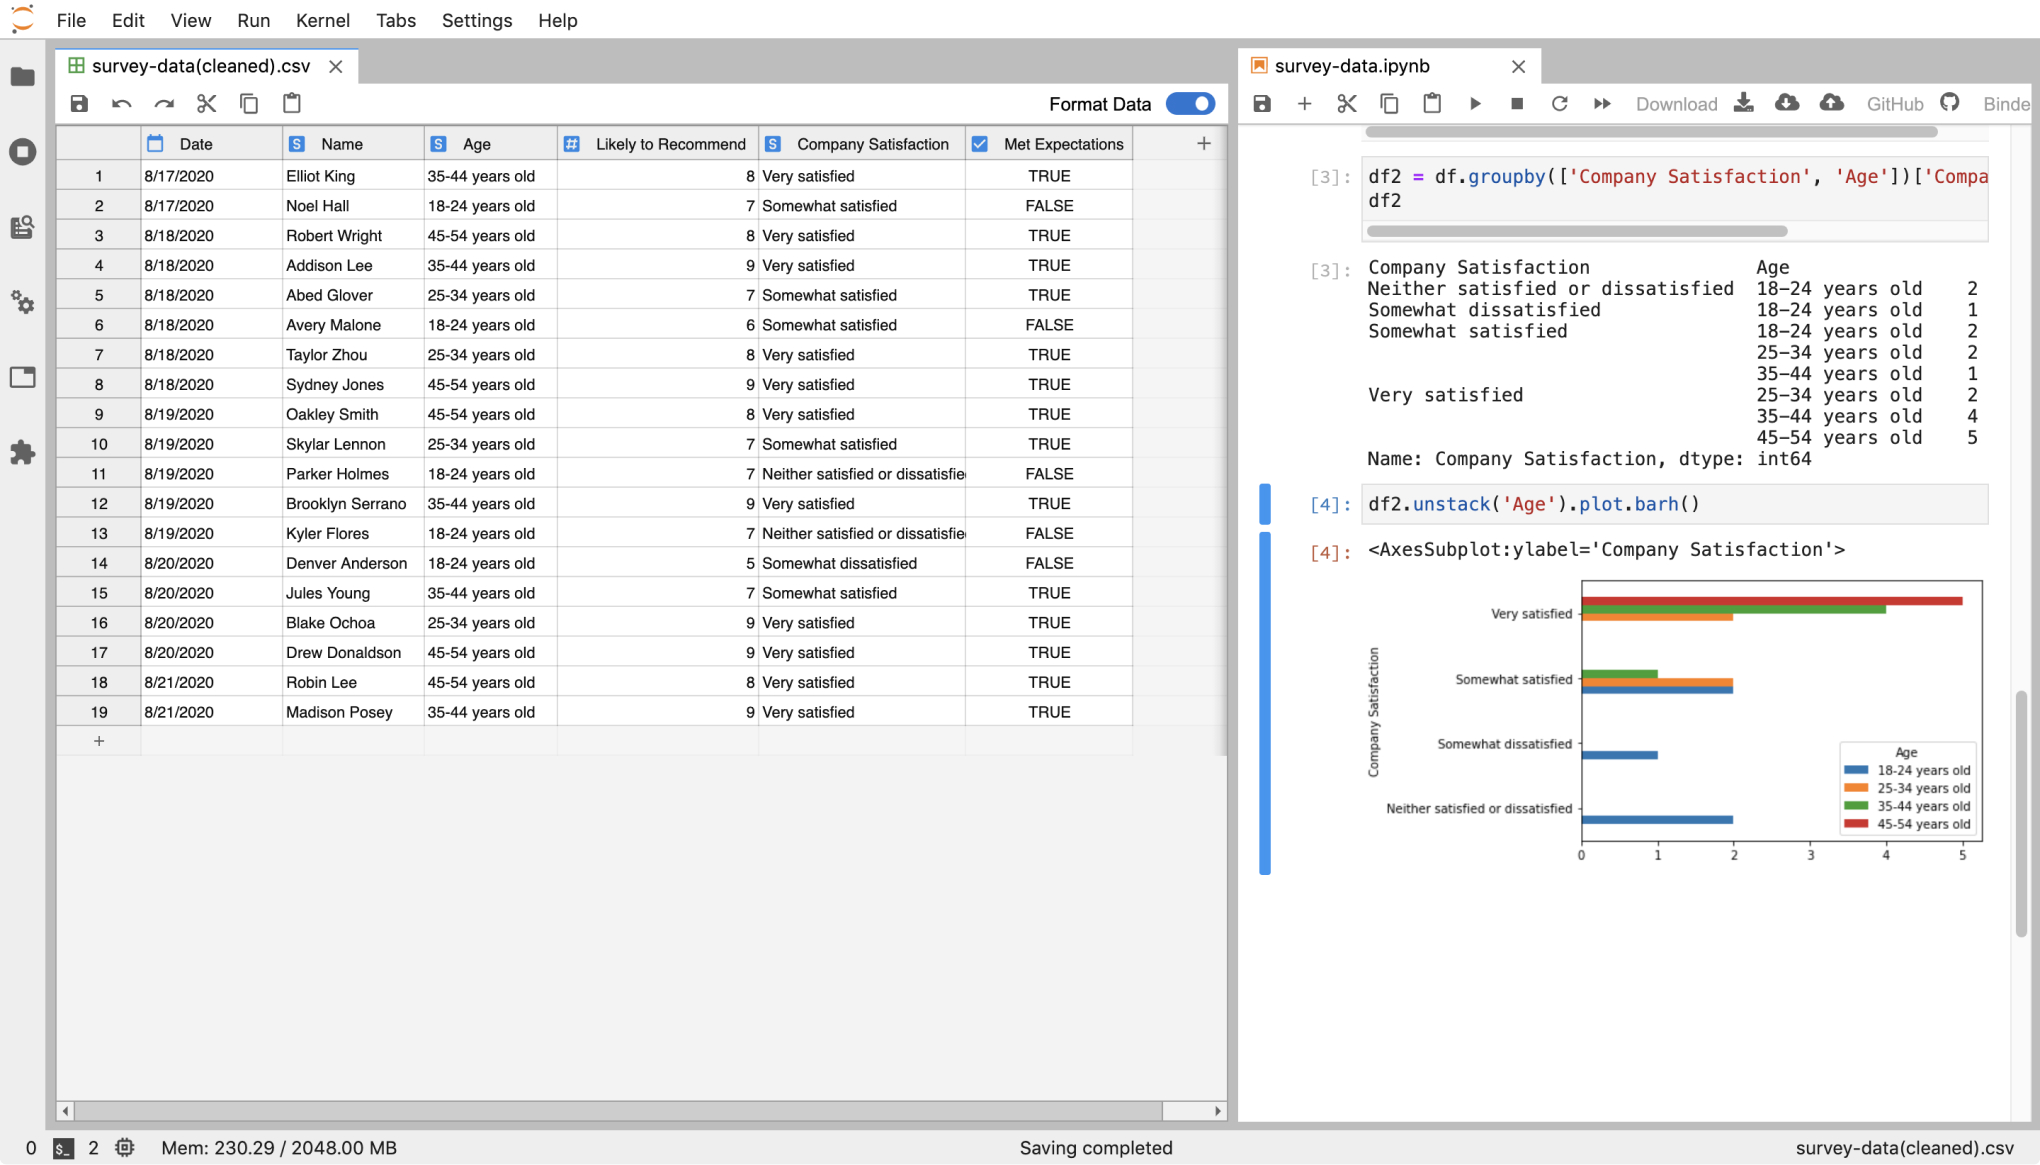 File Edit View Run Kernel Tabs Settings Help
survey-data(cleaned).csv
Format Data
Date Name Age Likely to Recommend Company Satisfaction Met Expectations
1 8/17/2020 Elliot King 35-44 years old 8 Very satisfied TRUE
2 8/17/2020 Noel Hall 18-24 years old 7 Somewhat satisfied FALSE
3 8/18/2020 Robert Wright 45-54 years old 8 Very satisfied TRUE
4 8/18/2020 Addison Lee 35-44 years old 9 Very satisfied TRUE
5 8/18/2020 Abed Glover 25-34 years old 7 Somewhat satisfied TRUE
6 8/18/2020 Avery Malone 18-24 years old 6 Somewhat satisfied FALSE
7 8/18/2020 Taylor Zhou 25-34 years old 8 Very satisfied TRUE
8 8/18/2020 Sydney Jones 45-54 years old 9 Very satisfied TRUE
9 8/19/2020 Oakley Smith 45-54 years old 8 Very satisfied TRUE
10 8/19/2020 Skylar Lennon 25-34 years old 7 Somewhat satisfied TRUE
11 8/19/2020 Parker Holmes 18-24 years old 7 Neither satisfied or dissatisfie FALSE
12 8/19/2020 Brooklyn Serrano 35-44 years old 9 Very satisfied TRUE
13 8/19/2020 Kyler Flores 18-24 years old 7 Neither satisfied or dissatisfie FALSE
14 8/20/2020 Denver Anderson 18-24 years old 5 Somewhat dissatisfied FALSE
15 8/20/2020 Jules Young 35-44 years old 7 Somewhat satisfied TRUE
16 8/20/2020 Blake Ochoa 25-34 years old 9 Very satisfied TRUE
17 8/20/2020 Drew Donaldson 45-54 years old 9 Very satisfied TRUE
18 8/21/2020 Robin Lee 45-54 years old 8 Very satisfied TRUE
19 8/21/2020 Madison Posey 35-44 years old 9 Very satisfied TRUE
survey-data.ipynb
Download GitHub Binde
[3]: df2 = df.groupby(['Company Satisfaction', 'Age'])['Compa
df2
[3]: Company Satisfaction Age
Neither satisfied or dissatisfied 18-24 years old 2
Somewhat dissatisfied 18-24 years old 1
Somewhat satisfied 18-24 years old 2
25-34 years old 2
35-44 years old 1
Very satisfied 25-34 years old 2
35-44 years old 4
45-54 years old 5
Name: Company Satisfaction, dtype: int64
[4]: df2.unstack('Age').plot.barh()
[4]: <AxesSubplot:ylabel='Company Satisfaction'>
Company Satisfaction
Very satisfied
Somewhat satisfied
Somewhat dissatisfied
Neither satisfied or dissatisfied
Age
18-24 years old
25-34 years old
35-44 years old
45-54 years old
0 1 2 3 4 5
0 $_ 2 Mem: 230.29 / 2048.00 MB Saving completed survey-data(cleaned).csv